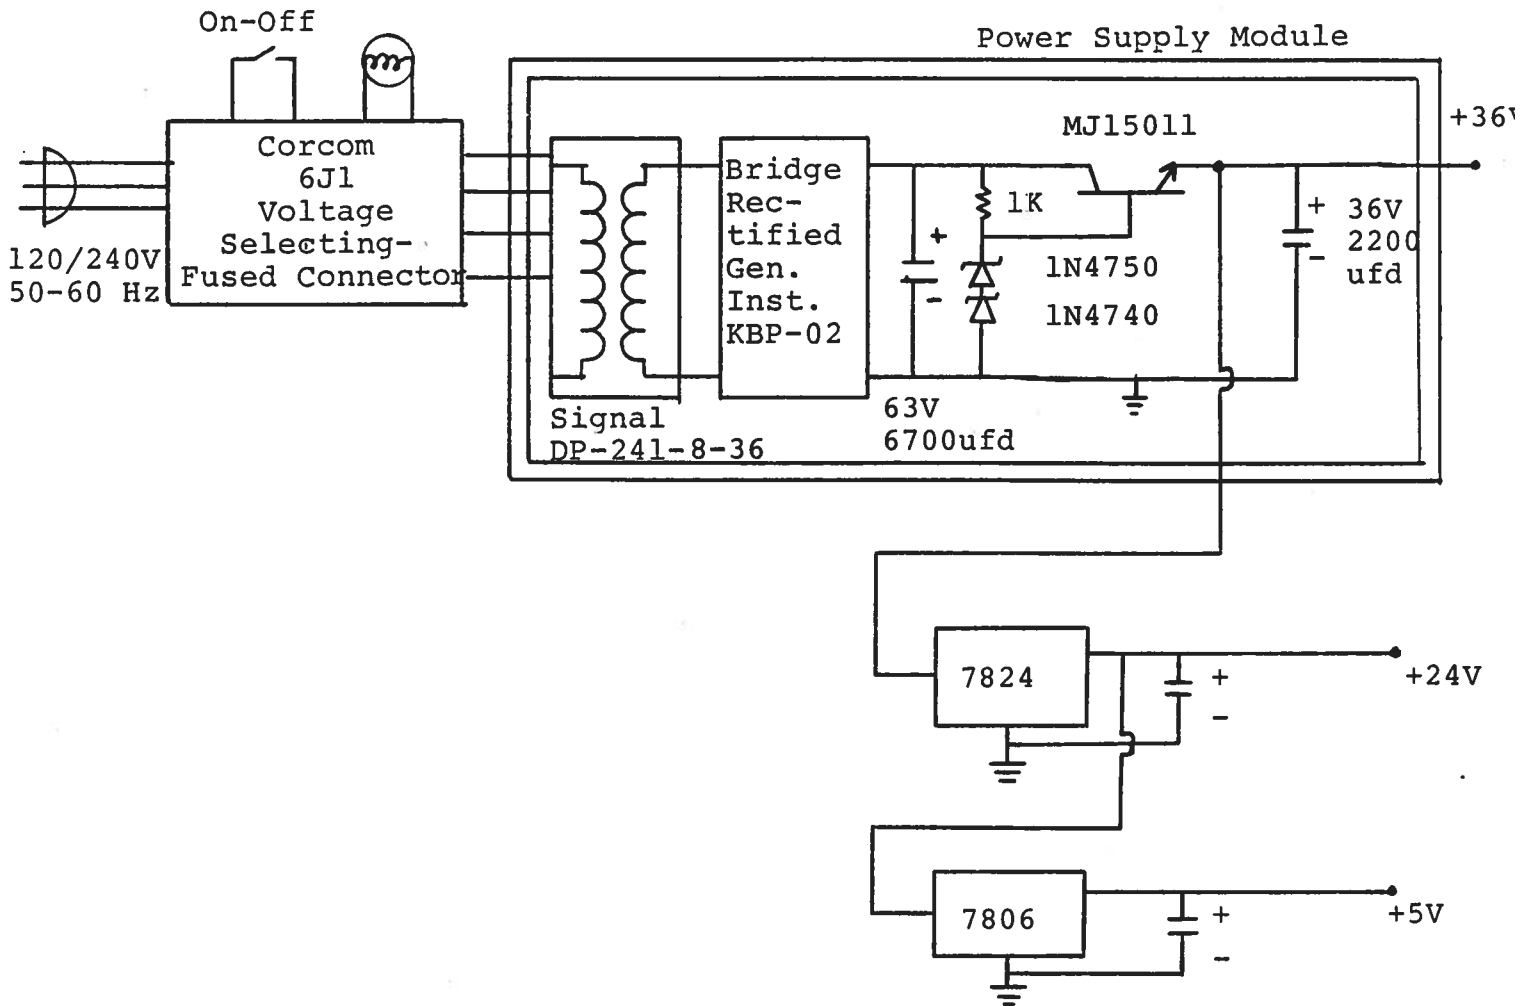 On-Off
Power Supply Module
Corcom
6J1
Voltage
Selecting-
Fused Connector
120/240V
50-60 Hz
Bridge
Rec-
tified
Gen.
Inst.
KBP-02
MJ15011
+36V
1K
+
-
1N4750
1N4740
+
-
36V
2200
ufd
63V
6700ufd
Signal
DP-241-8-36
7824
+
-
+24V
7806
+
-
+5V